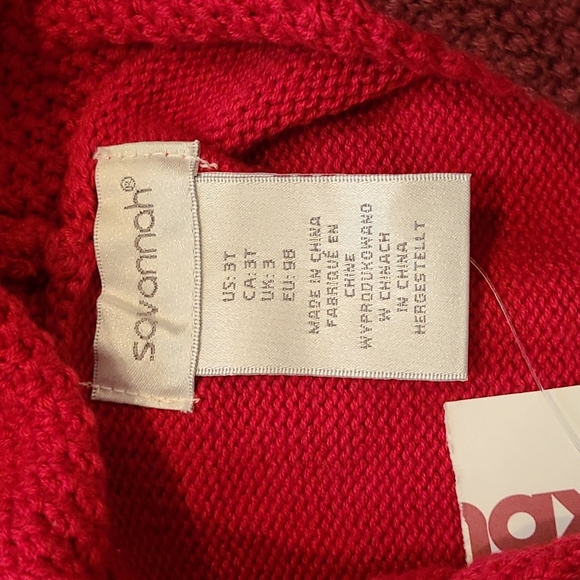 savannah®
US: 3T
CA: 3T
UK: 3
EU: 98
MADE IN CHINA
FABRIQUÉ EN
CHINE
WYPRODUKOWANO
W CHINACH
IN CHINA
HERGESTELLT